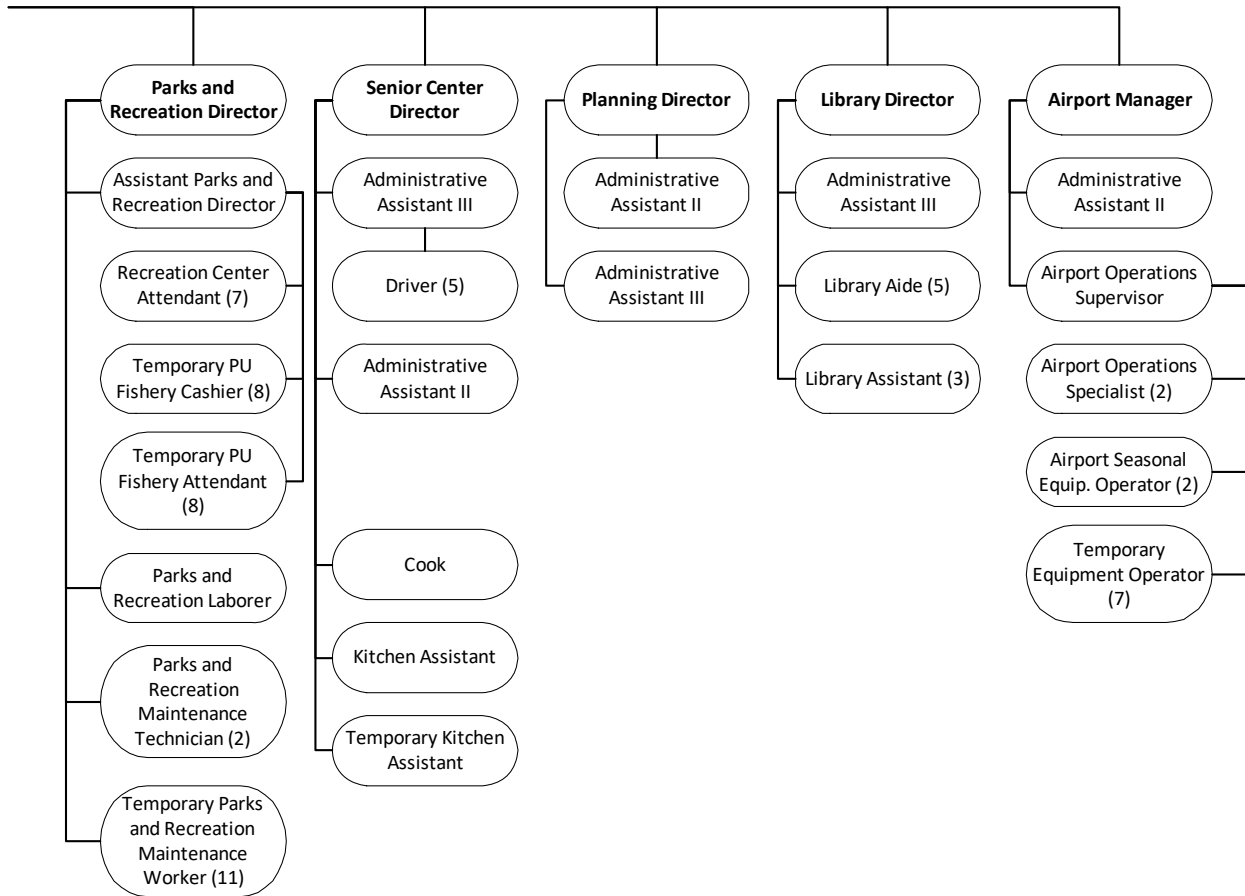 Parks and
Recreation Director
Assistant Parks and
Recreation Director
Recreation Center
Attendant (7)
Temporary PU
Fishery Cashier (8)
Temporary PU
Fishery Attendant
(8)
Parks and
Recreation Laborer
Parks and
Recreation
Maintenance
Technician (2)
Temporary Parks
and Recreation
Maintenance
Worker (11)
Senior Center
Director
Administrative
Assistant III
Driver (5)
Administrative
Assistant II
Cook
Kitchen Assistant
Temporary Kitchen
Assistant
Planning Director
Administrative
Assistant II
Administrative
Assistant III
Library Director
Administrative
Assistant III
Library Aide (5)
Library Assistant (3)
Airport Manager
Administrative
Assistant II
Airport Operations
Supervisor
Airport Operations
Specialist (2)
Airport Seasonal
Equip. Operator (2)
Temporary
Equipment Operator
(7)